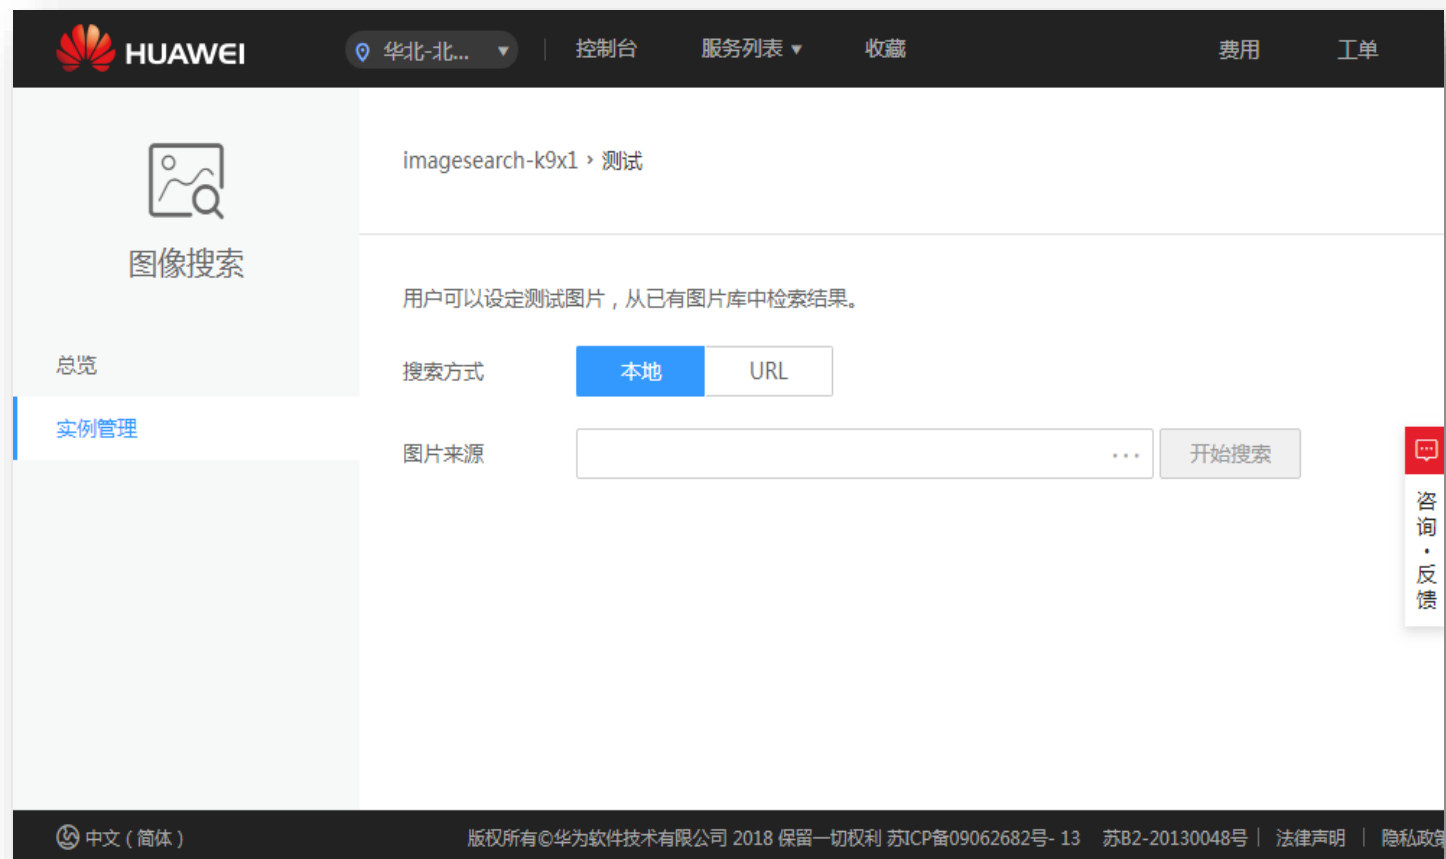 HUAWEI 华北-北... 控制台 服务列表 收藏 费用 工单
imagesearch-k9x1 › 测试
图像搜索
用户可以设定测试图片，从已有图片库中检索结果。
总览
搜索方式 本地 URL
实例管理
图片来源 ... 开始搜索
咨询·反馈
中文（简体） 版权所有©华为软件技术有限公司 2018 保留一切权利 苏ICP备09062682号- 13 苏B2-20130048号 | 法律声明 | 隐私政策